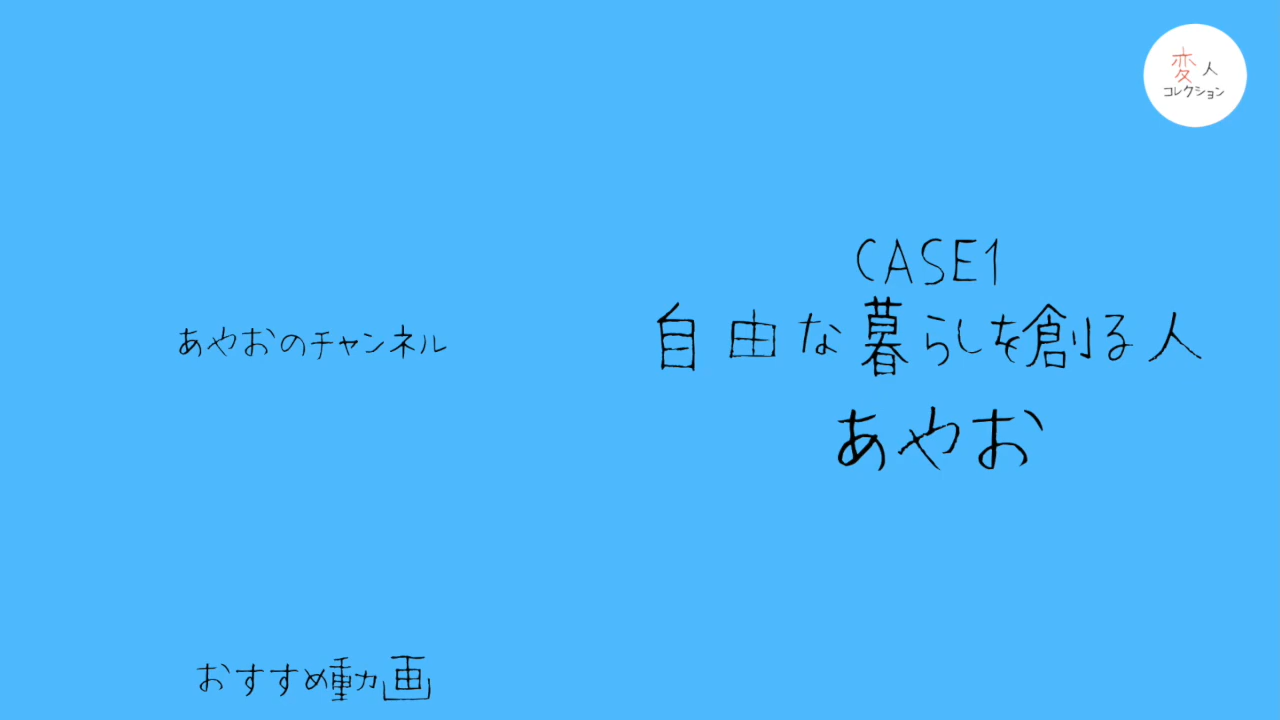 変人
コレクション
CASE1
自由な暮らしを創る人
あやお
あやおのチャンネル
おすすめ動画